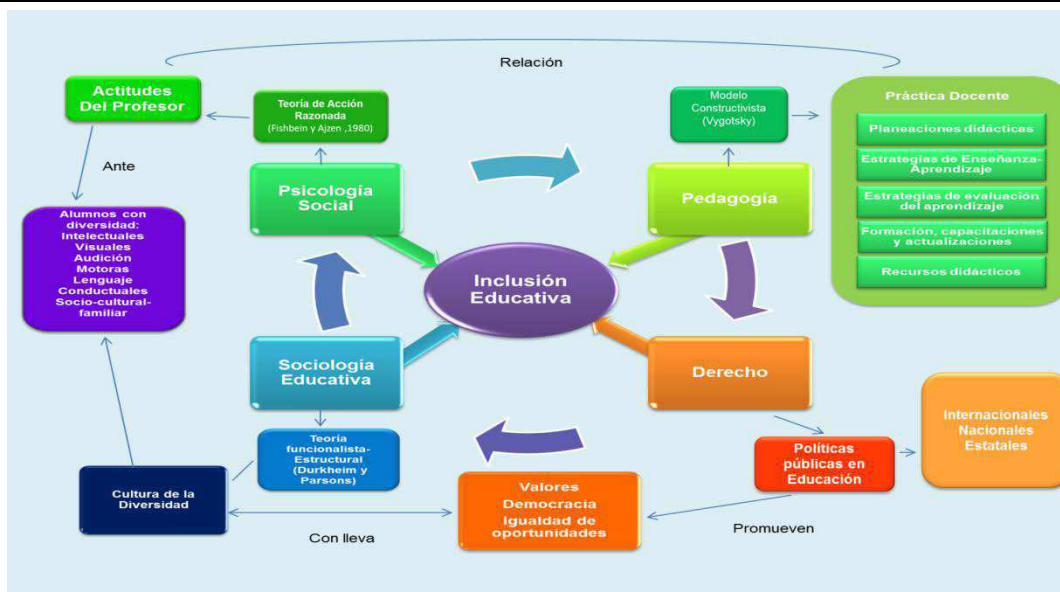 Relación
Actitudes
Del Profesor
Teoría de Acción
Razonada
(Fishbein y Ajzen ,1980)
Modelo
Constructivista
(Vygotsky)
Práctica Docente
Planeaciones didácticas
Estrategias de Enseñanza-
Aprendizaje
Estrategias de evaluación
del aprendizaje
Formación, capacitaciones
y actualizaciones
Recursos didácticos
Ante
Psicología
Social
Pedagogía
Alumnos con
diversidad:
Intelectuales
Visuales
Audición
Motoras
Lenguaje
Conductuales
Socio-cultural-
familiar
Inclusión
Educativa
Sociología
Educativa
Derecho
Teoría
funcionalista-
Estructural
(Durkheim y
Parsons)
Políticas
públicas en
Educación
Internacionales
Nacionales
Estatales
Cultura de la
Diversidad
Valores
Democracia
Igualdad de
oportunidades
Con lleva
Promueven